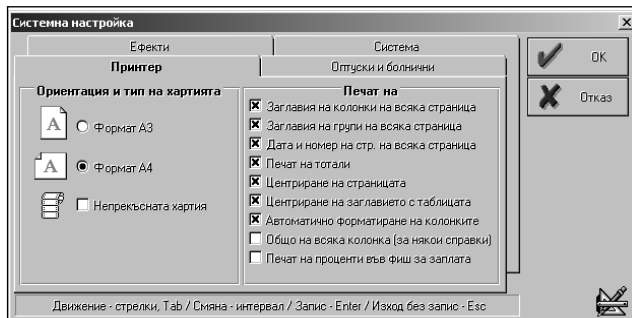 Системна настройка
Ефекти
Система
Принтер
Отпуски и болнични
OK
Отказ
Ориентация и тип на хартията
A
Формат А3
A
Формат А4
Непрекъсната хартия
Печат на
Заглавия на колонки на всяка страница
Заглавия на групи на всяка страница
Дата и номер на стр. на всяка страница
Печат на тотали
Центриране на страницата
Центриране на заглавието с таблицата
Автоматично форматиране на колонките
Общо на всяка колонка (за някои справки)
Печат на проценти във фиш за заплата
Движение - стрелки, Tab / Смяна - интервал / Запис - Enter / Изход без запис - Esc